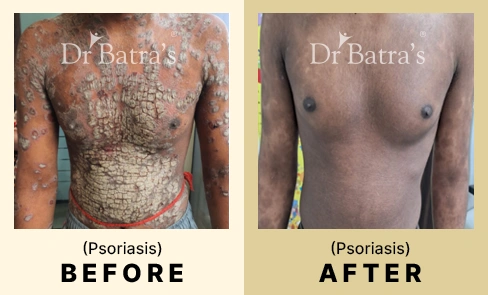 Dr Batra's®
Dr Batra's®
(Psoriasis)
BEFORE
(Psoriasis)
AFTER